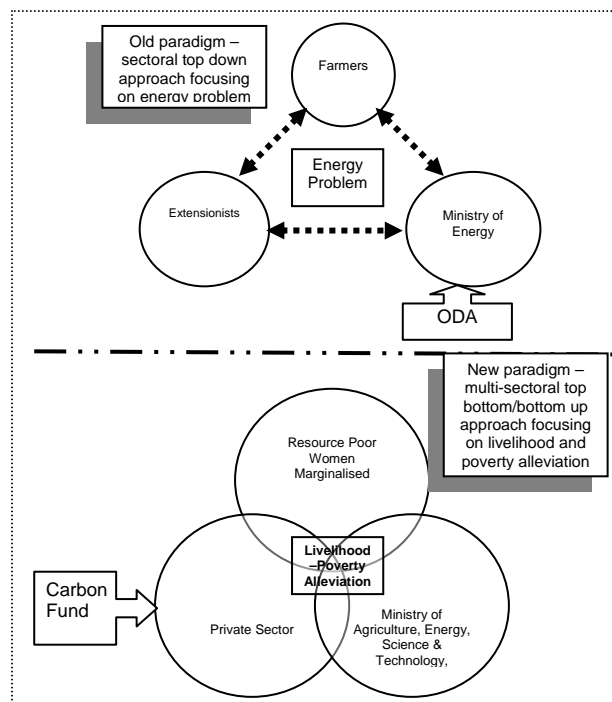 Old paradigm –
sectoral top down
approach focusing
on energy problem
Farmers
Energy
Problem
Extensionists
Ministry of
Energy
ODA
New paradigm –
multi-sectoral top
bottom/bottom up
approach focusing
on livelihood and
poverty alleviation
Resource Poor
Women
Marginalised
Livelihood
–Poverty
Alleviation
Carbon
Fund
Private Sector
Ministry of
Agriculture, Energy,
Science &
Technology,